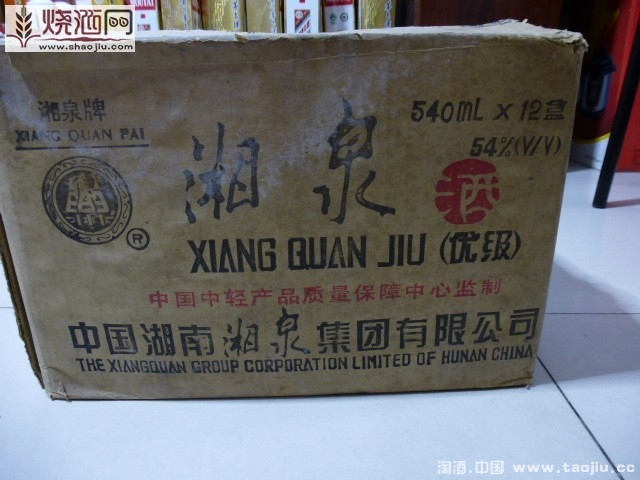 烧酒网
www.shaojiu.com
湘泉牌
XIANG QUAN PAI
540mL x 12盒
54%(V/V)
湘泉 酒
®
XIANG QUAN JIU (优级)
中国中轻产品质量保障中心监制
中国湖南湘泉集团有限公司
THE XIANGQUAN GROUP CORPORATION LIMITED OF HUNAN CHINA
淘酒.中国 www.taojiu.cc